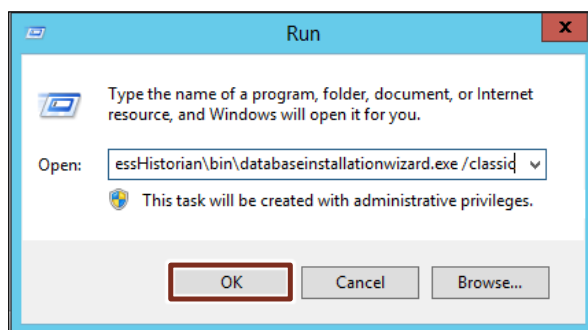 Run
x
Type the name of a program, folder, document, or Internet
resource, and Windows will open it for you.
Open: essHistorian\bin\databaseinstallationwizard.exe /classic
This task will be created with administrative privileges.
OK Cancel Browse...